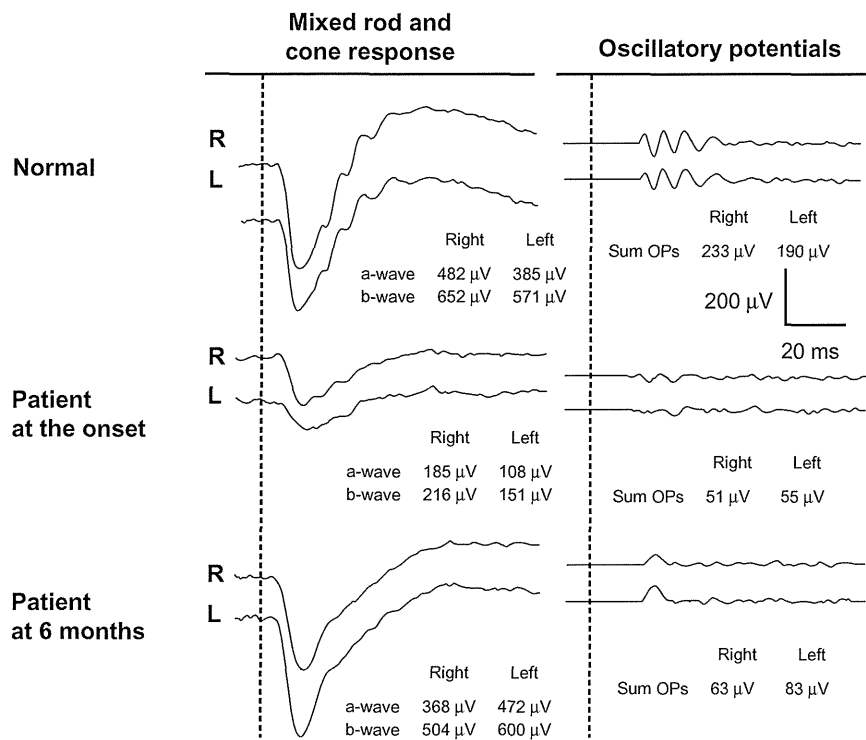 Mixed rod and
cone response
Oscillatory potentials
Normal
R
L
Right Left
a-wave 482 μV 385 μV
b-wave 652 μV 571 μV
Right Left
Sum OPs 233 μV 190 μV
200 μV
20 ms
Patient
at the onset
R
L
Right Left
a-wave 185 μV 108 μV
b-wave 216 μV 151 μV
Right Left
Sum OPs 51 μV 55 μV
Patient
at 6 months
R
L
Right Left
a-wave 368 μV 472 μV
b-wave 504 μV 600 μV
Right Left
Sum OPs 63 μV 83 μV